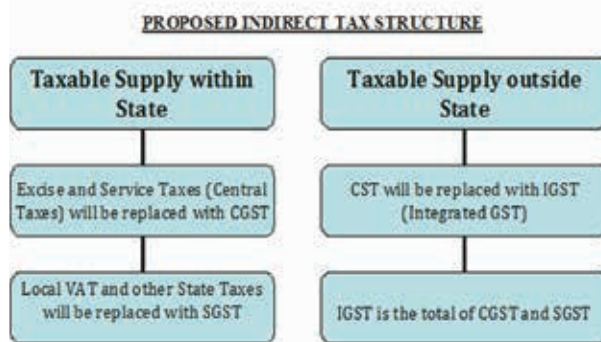 PROPOSED INDIRECT TAX STRUCTURE
Taxable Supply within
State
Excise and Service Taxes (Central
Taxes) will be replaced with CGST
Local VAT and other State Taxes
will be replaced with SGST
Taxable Supply outside
State
CST will be replaced with IGST
(Integrated GST)
IGST is the total of CGST and SGST